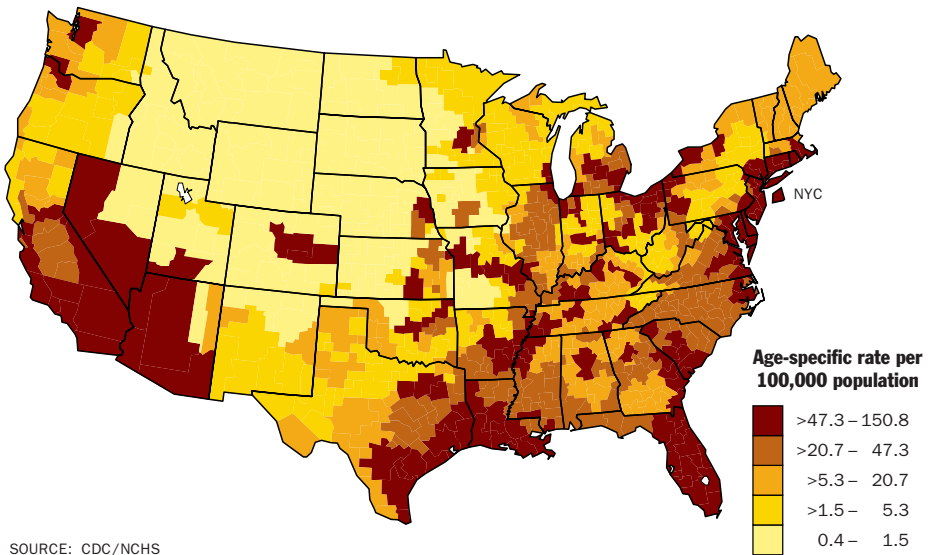 NYC
Age-specific rate per
100,000 population
>47.3 – 150.8
>20.7 – 47.3
>5.3 – 20.7
>1.5 – 5.3
0.4 – 1.5
SOURCE: CDC/NCHS